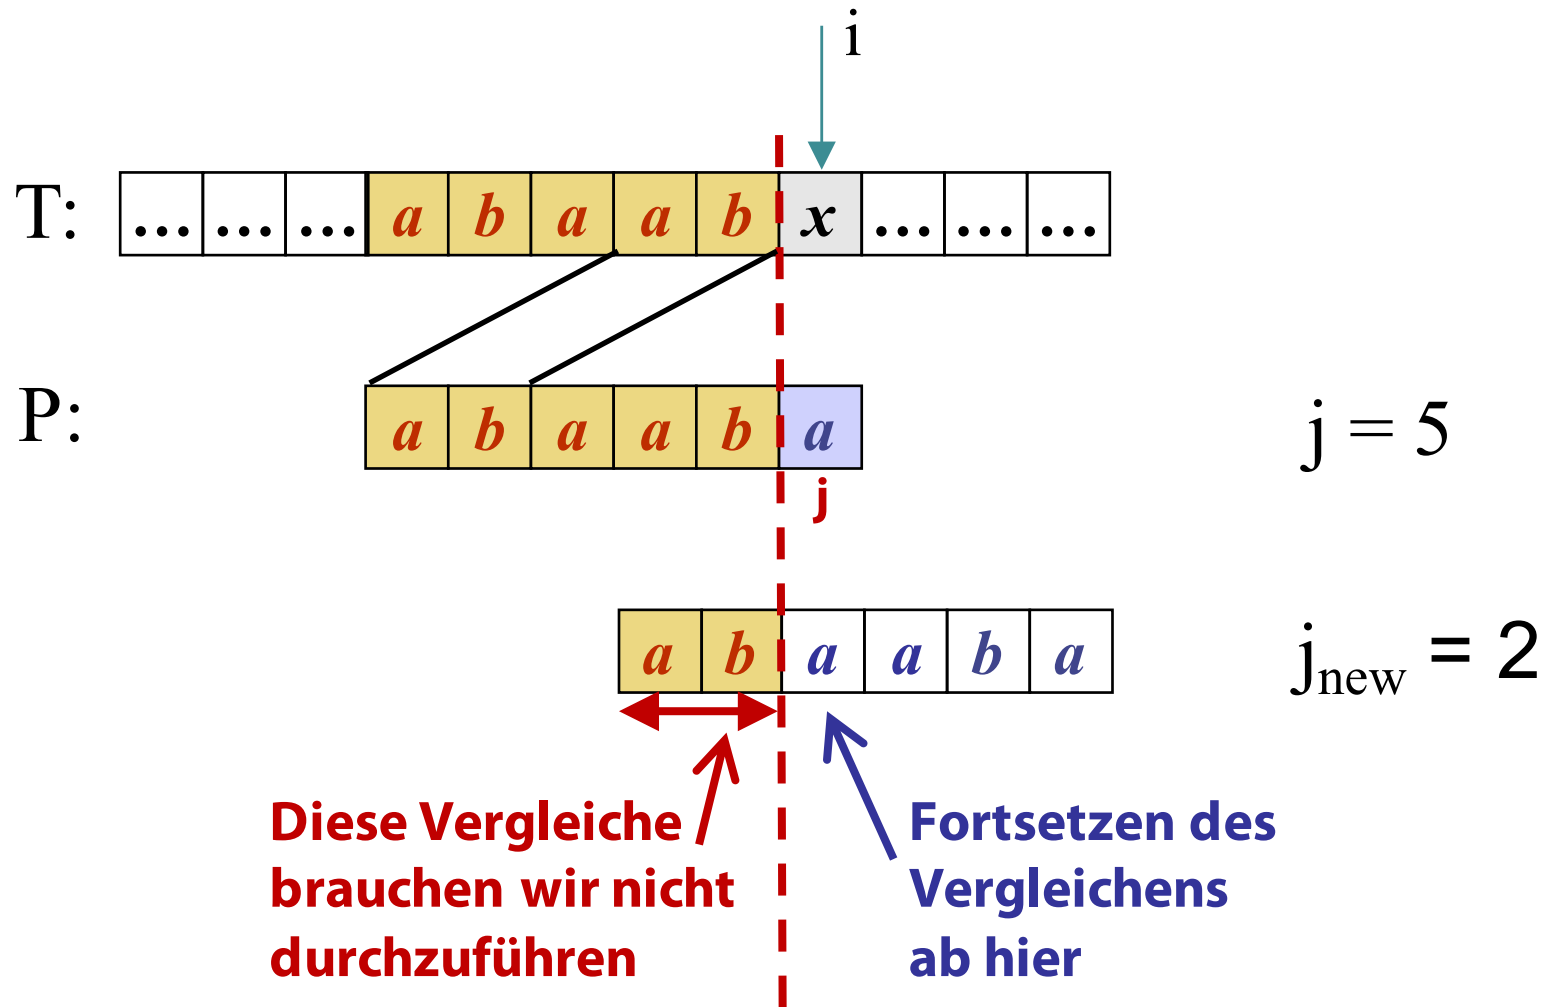 i
T: ... ... ... a b a a b x ... ... ...
P: a b a a b a j = 5
j
a b a a b a jnew = 2
Diese Vergleiche
brauchen wir nicht
durchzuführen
Fortsetzen des
Vergleichens
ab hier